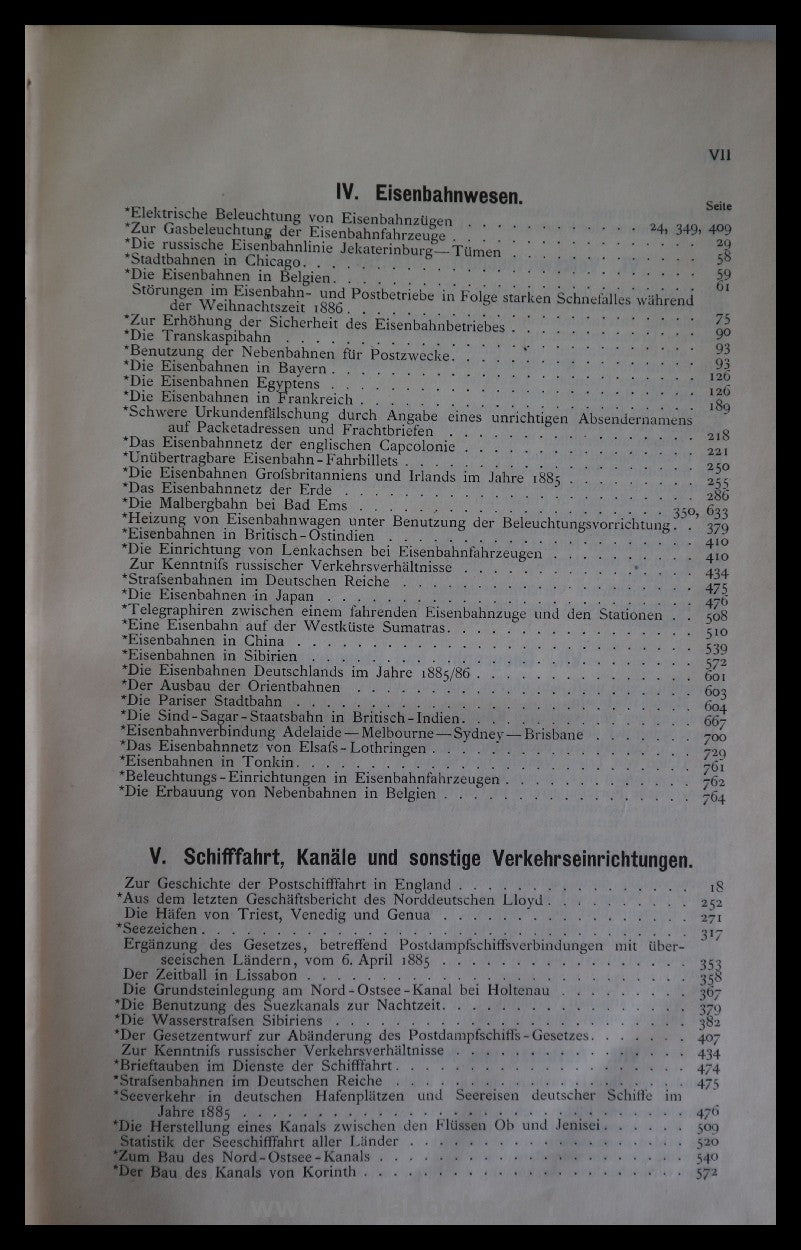 VII
IV. Eisenbahnwesen.
Seite
*Elektrische Beleuchtung von Eisenbahnzügen . . . . . . . . . . 24, 349, 409
*Zur Gasbeleuchtung der Eisenbahnfahrzeuge . . . . . . . . . . 29
*Die russische Eisenbahnlinie Jekaterinburg—Tümen . . . . . . . . . . 58
*Stadtbahnen in Chicago . . . . . . . . . . 59
*Die Eisenbahnen in Belgien . . . . . . . . . . 61
Störungen im Eisenbahn- und Postbetriebe in Folge starken Schnefalles während
der Weihnachtszeit 1886 . . . . . . . . . . 75
*Zur Erhöhung der Sicherheit des Eisenbahnbetriebes . . . . . . . . . . 90
*Die Transkaspibahn . . . . . . . . . . 93
*Benutzung der Nebenbahnen für Postzwecke . . . . . . . . . . 93
*Die Eisenbahnen in Bayern . . . . . . . . . . 126
*Die Eisenbahnen Egyptens . . . . . . . . . . 126
*Die Eisenbahnen in Frankreich . . . . . . . . . . 189
*Schwere Urkundenfälschung durch Angabe eines unrichtigen Absendernamens
auf Packetadressen und Frachtbriefen . . . . . . . . . . 218
*Das Eisenbahnnetz der englischen Capcolonie . . . . . . . . . . 221
*Unübertragbare Eisenbahn-Fahrbillets . . . . . . . . . . 250
*Die Eisenbahnen Grofsbritanniens und Irlands im Jahre 1885 . . . . . . . . . . 255
*Das Eisenbahnnetz der Erde . . . . . . . . . . 286
*Die Malbergbahn bei Bad Ems . . . . . . . . . . 350, 633
*Heizung von Eisenbahnwagen unter Benutzung der Beleuchtungsvorrichtung . . 379
*Eisenbahnen in Britisch-Ostindien . . . . . . . . . . 410
*Die Einrichtung von Lenkachsen bei Eisenbahnfahrzeugen . . . . . . . . . . 410
Zur Kenntnifs russischer Verkehrsverhältnisse . . . . . . . . . . 434
*Strafsenbahnen im Deutschen Reiche . . . . . . . . . . 475
*Die Eisenbahnen in Japan . . . . . . . . . . 476
*Telegraphiren zwischen einem fahrenden Eisenbahnzuge und den Stationen . . 508
*Eine Eisenbahn auf der Westküste Sumatras . . . . . . . . . . 510
*Eisenbahnen in China . . . . . . . . . . 539
*Eisenbahnen in Sibirien . . . . . . . . . . 572
*Die Eisenbahnen Deutschlands im Jahre 1885/86 . . . . . . . . . . 601
*Der Ausbau der Orientbahnen . . . . . . . . . . 603
*Die Pariser Stadtbahn . . . . . . . . . . 604
*Die Sind-Sagar-Staatsbahn in Britisch-Indien . . . . . . . . . . 667
*Eisenbahnverbindung Adelaide—Melbourne—Sydney—Brisbane . . . . . . . 700
*Das Eisenbahnnetz von Elsafs-Lothringen . . . . . . . . . . 729
*Eisenbahnen in Tonkin . . . . . . . . . . 761
*Beleuchtungs-Einrichtungen in Eisenbahnfahrzeugen . . . . . . . . . . 762
*Die Erbauung von Nebenbahnen in Belgien . . . . . . . . . . 764
V. Schifffahrt, Kanäle und sonstige Verkehrseinrichtungen.
Zur Geschichte der Postschifffahrt in England . . . . . . . . . . 18
*Aus dem letzten Geschäftsbericht des Norddeutschen Lloyd . . . . . . . . . . 252
Die Häfen von Triest, Venedig und Genua . . . . . . . . . . 271
*Seezeichen . . . . . . . . . . 317
Ergänzung des Gesetzes, betreffend Postdampfschiffsverbindungen mit über-
seeischen Ländern, vom 6. April 1885 . . . . . . . . . . 353
Der Zeitball in Lissabon . . . . . . . . . . 358
Die Grundsteinlegung am Nord-Ostsee-Kanal bei Holtenau . . . . . . . . . 367
*Die Benutzung des Suezkanals zur Nachtzeit . . . . . . . . . . 379
*Die Wasserstrafsen Sibiriens . . . . . . . . . . 382
*Der Gesetzentwurf zur Abänderung des Postdampfschiffs-Gesetzes . . . . . . . 407
Zur Kenntnifs russischer Verkehrsverhältnisse . . . . . . . . . . 434
*Brieftauben im Dienste der Schifffahrt . . . . . . . . . . 474
*Strafsenbahnen im Deutschen Reiche . . . . . . . . . . 475
*Seeverkehr in deutschen Hafenplätzen und Seereisen deutscher Schiffe im
Jahre 1885 . . . . . . . . . . 476
*Die Herstellung eines Kanals zwischen den Flüssen Ob und Jenisei . . . . . . 509
Statistik der Seeschifffahrt aller Länder . . . . . . . . . . 520
*Zum Bau des Nord-Ostsee-Kanals . . . . . . . . . . 540
*Der Bau des Kanals von Korinth . . . . . . . . . . 572